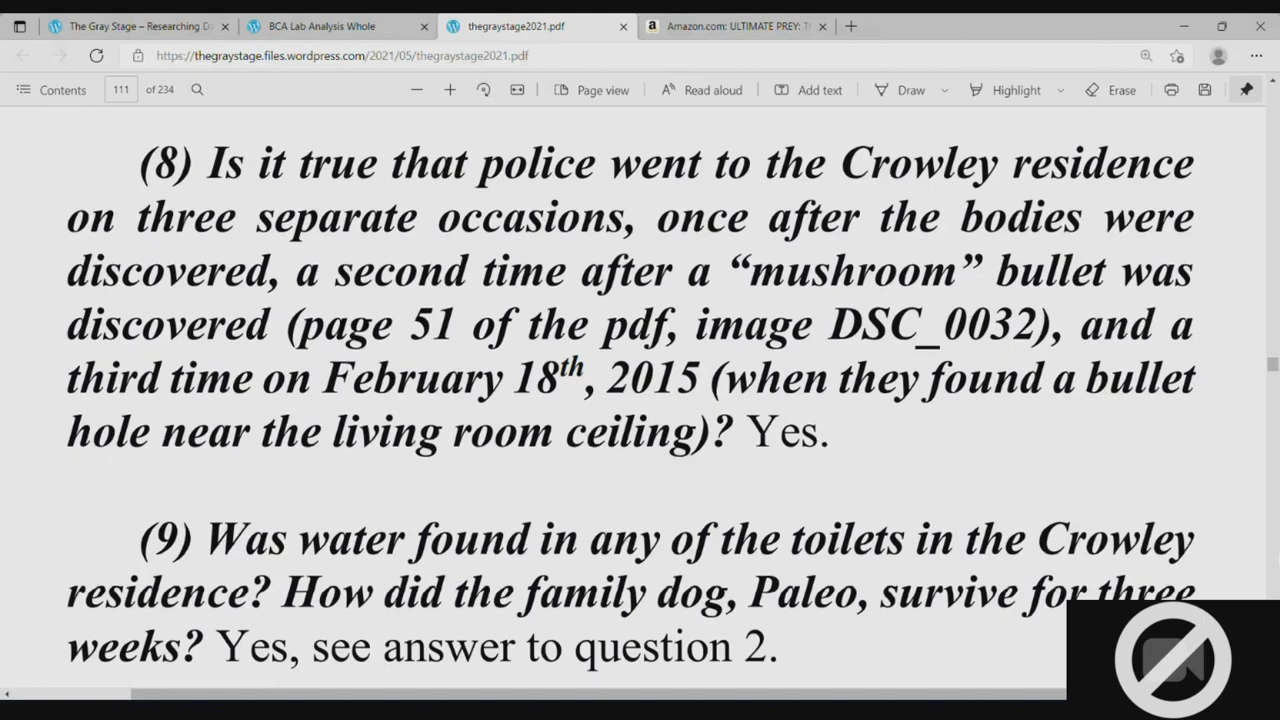 The Gray Stage – Researching Da
BCA Lab Analysis Whole
thegraystage2021.pdf
a Amazon.com: ULTIMATE PREY: Th
https://thegraystage.files.wordpress.com/2021/05/thegraystage2021.pdf
Contents 111 of 234 Page view Read aloud Add text Draw Highlight Erase
(8) Is it true that police went to the Crowley residence
on three separate occasions, once after the bodies were
discovered, a second time after a “mushroom” bullet was
discovered (page 51 of the pdf, image DSC_0032), and a
third time on February 18th, 2015 (when they found a bullet
hole near the living room ceiling)? Yes.
(9) Was water found in any of the toilets in the Crowley
residence? How did the family dog, Paleo, survive for three
weeks? Yes, see answer to question 2.